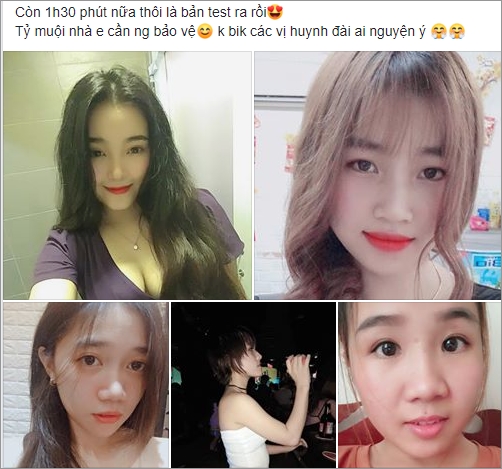 Còn 1h30 phút nữa thôi là bản test ra rồi😍
Tỷ muội nhà e cần ng bảo vệ😊 k bik các vị huynh đài ai nguyện ý 🤗🤗